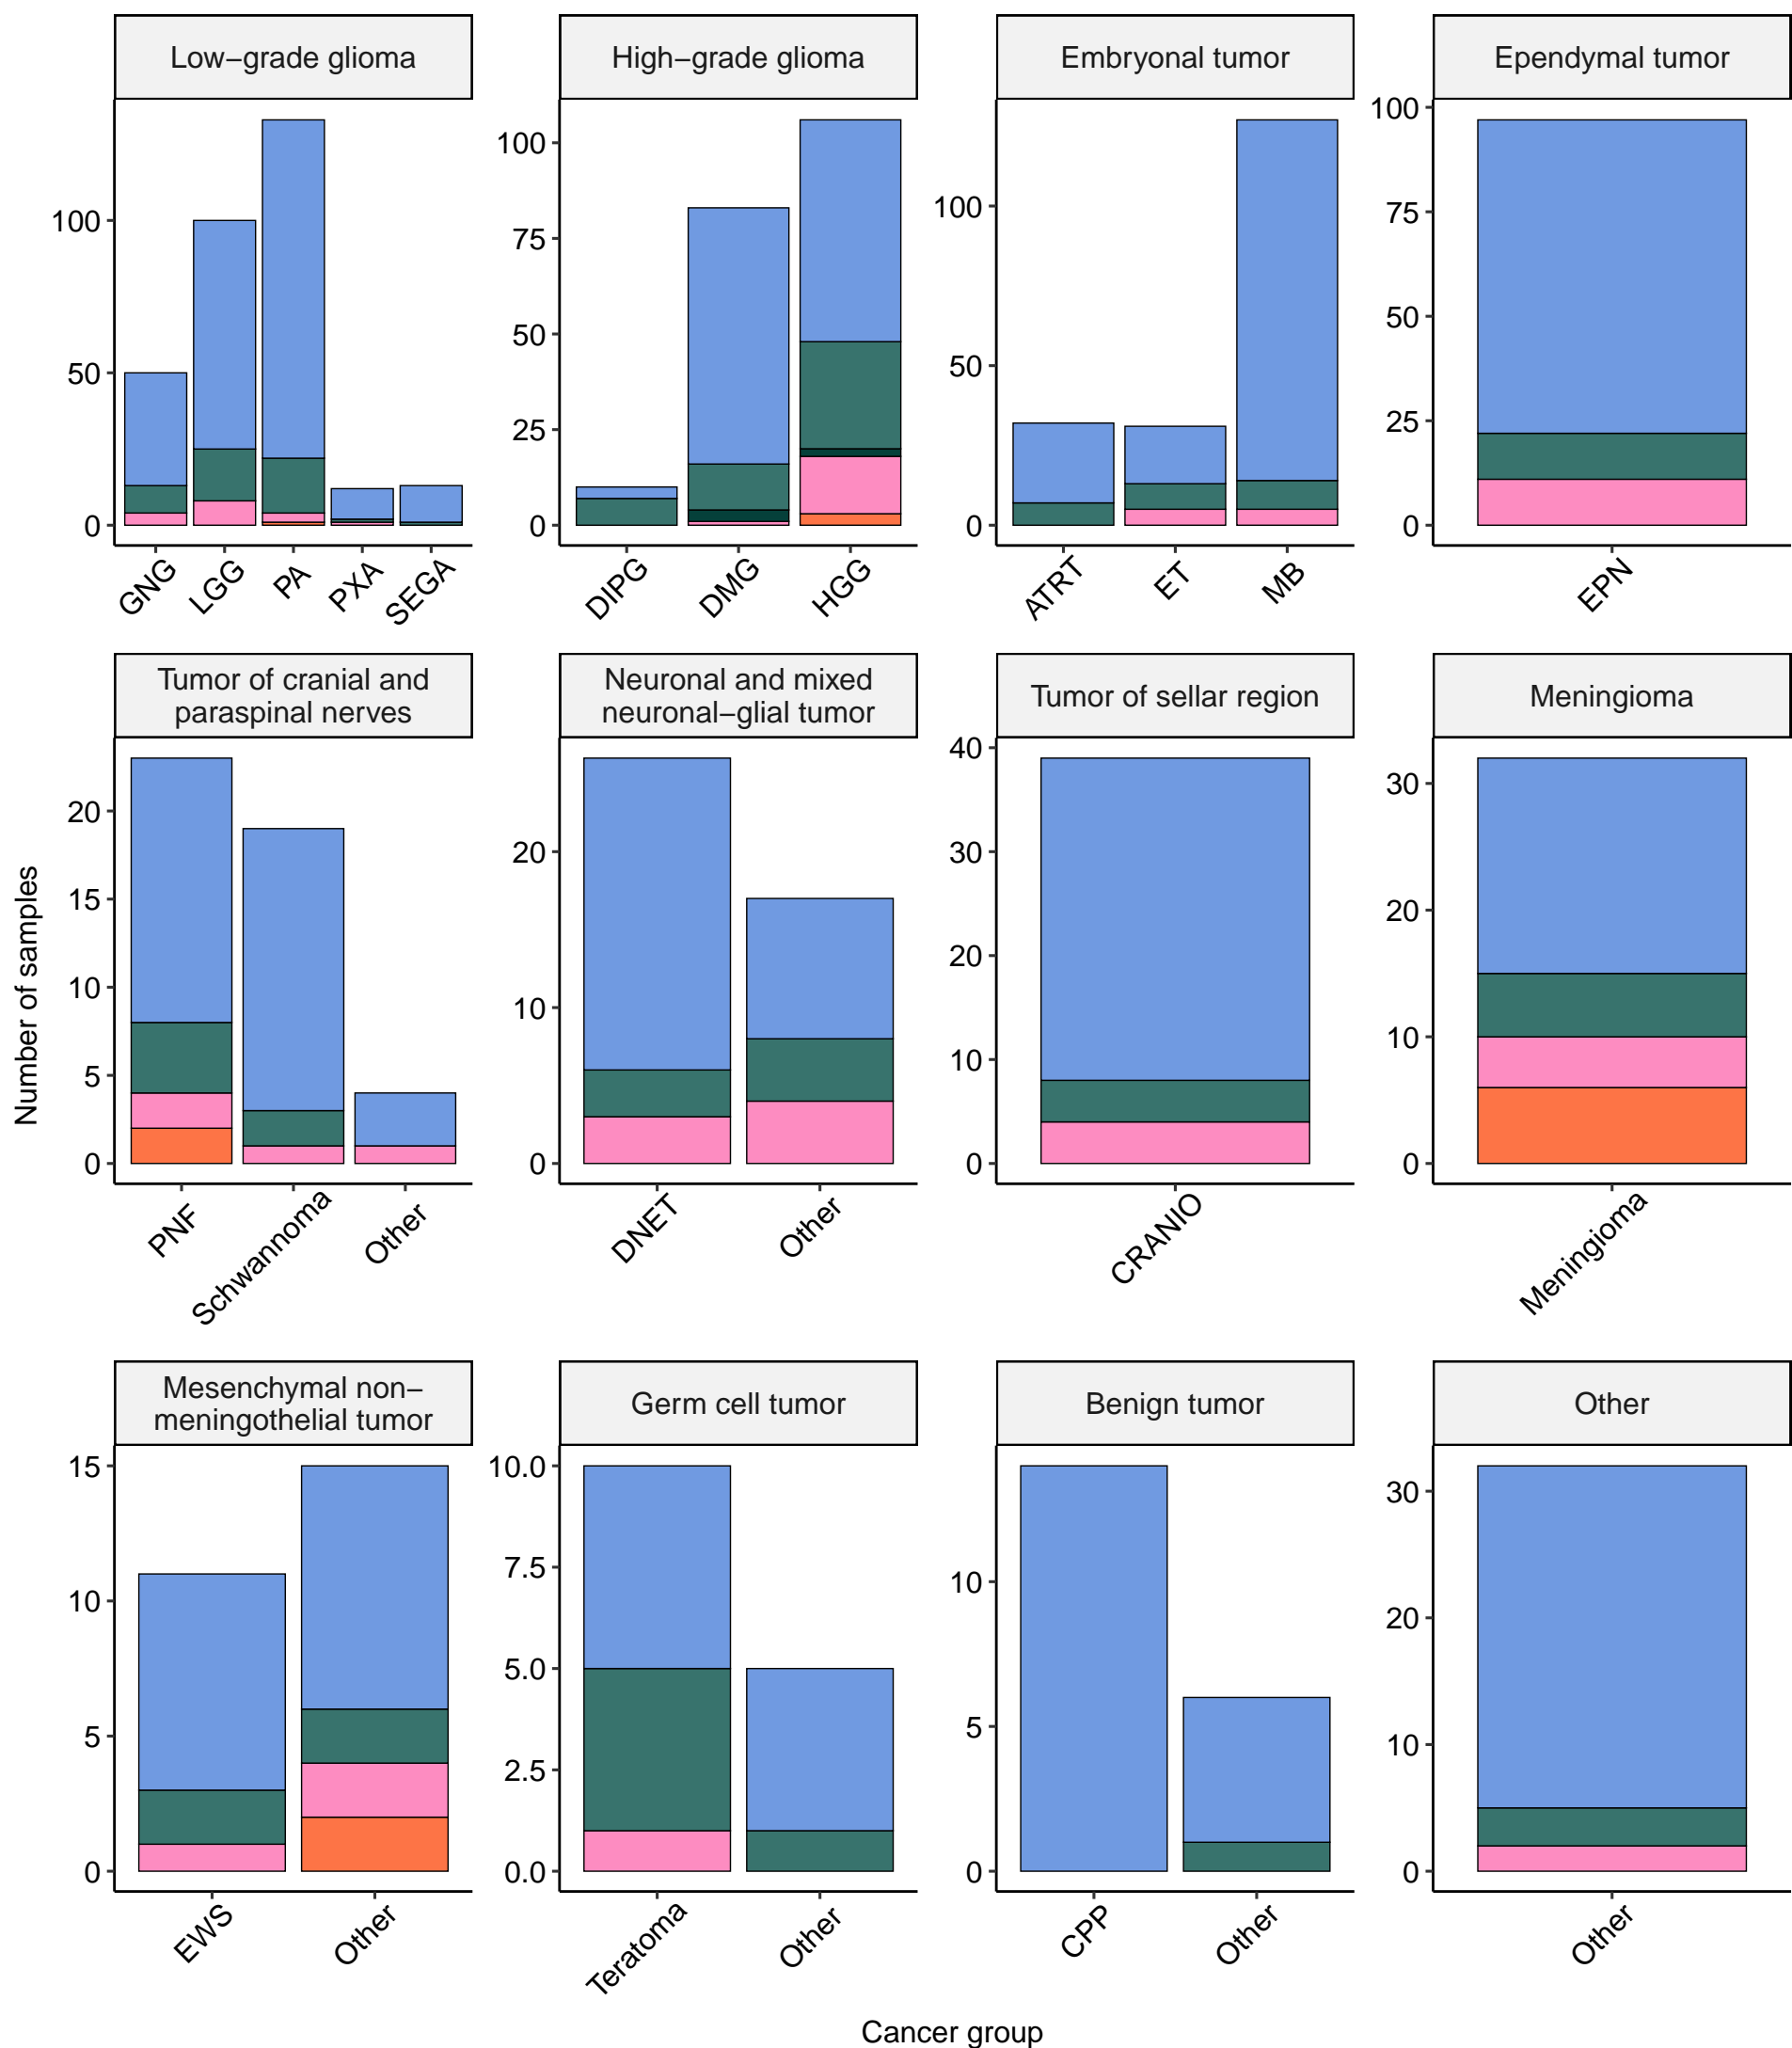 Low−grade glioma
High−grade glioma
Embryonal tumor
Ependymal tumor
100
50
0
GNG
LGG
PA
PXA
SEGA
100
75
50
25
0
DIPG
DMG
HGG
100
50
0
ATRT
ET
MB
100
75
50
25
0
EPN
Number of samples
Tumor of cranial and
paraspinal nerves
Neuronal and mixed
neuronal−glial tumor
Tumor of sellar region
Meningioma
20
15
10
5
0
PNF
Schwannoma
Other
20
10
0
DNET
Other
40
30
20
10
0
CRANIO
30
20
10
0
Meningioma
Mesenchymal non−
meningothelial tumor
Germ cell tumor
Benign tumor
Other
15
10
5
0
EWS
Other
10.0
7.5
5.0
2.5
0.0
Teratoma
Other
10
5
0
CPP
Other
30
20
10
0
Other
Cancer group